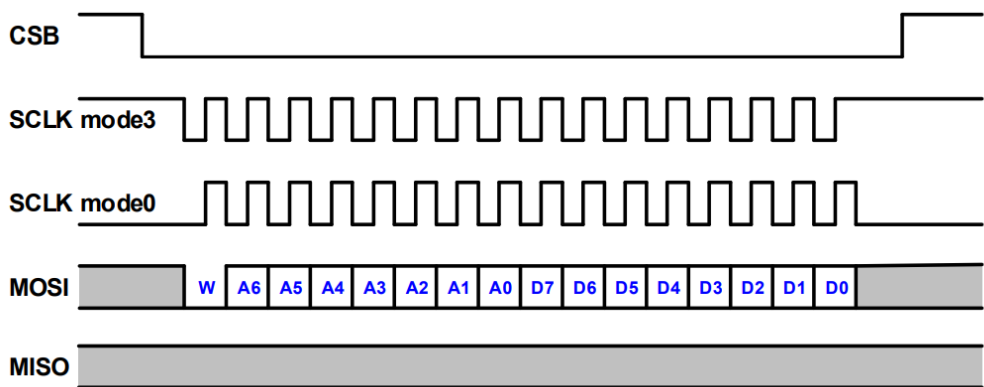 CSB
SCLK mode3
SCLK mode0
MOSI W A6 A5 A4 A3 A2 A1 A0 D7 D6 D5 D4 D3 D2 D1 D0
MISO